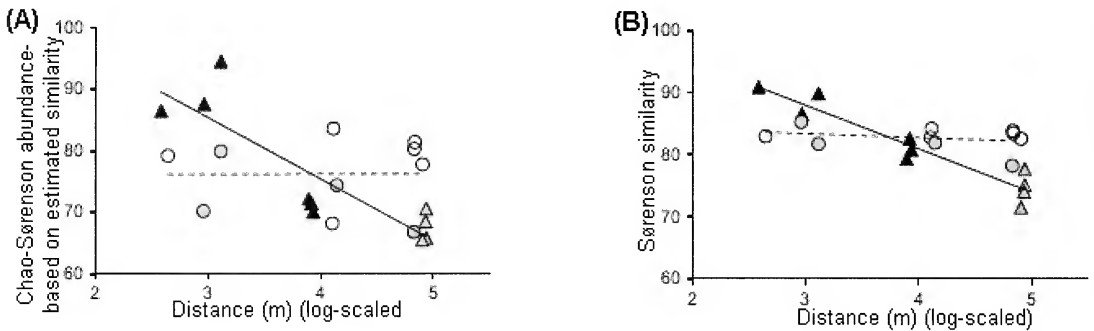 (A)
Chao-Sørenson abundance-
based on estimated similarity
100
90
80
70
60
2 3 4 5
Distance (m) (log-scaled
(B)
Sørenson similarity
100
90
80
70
60
2 3 4 5
Distance (m) (log-scaled)